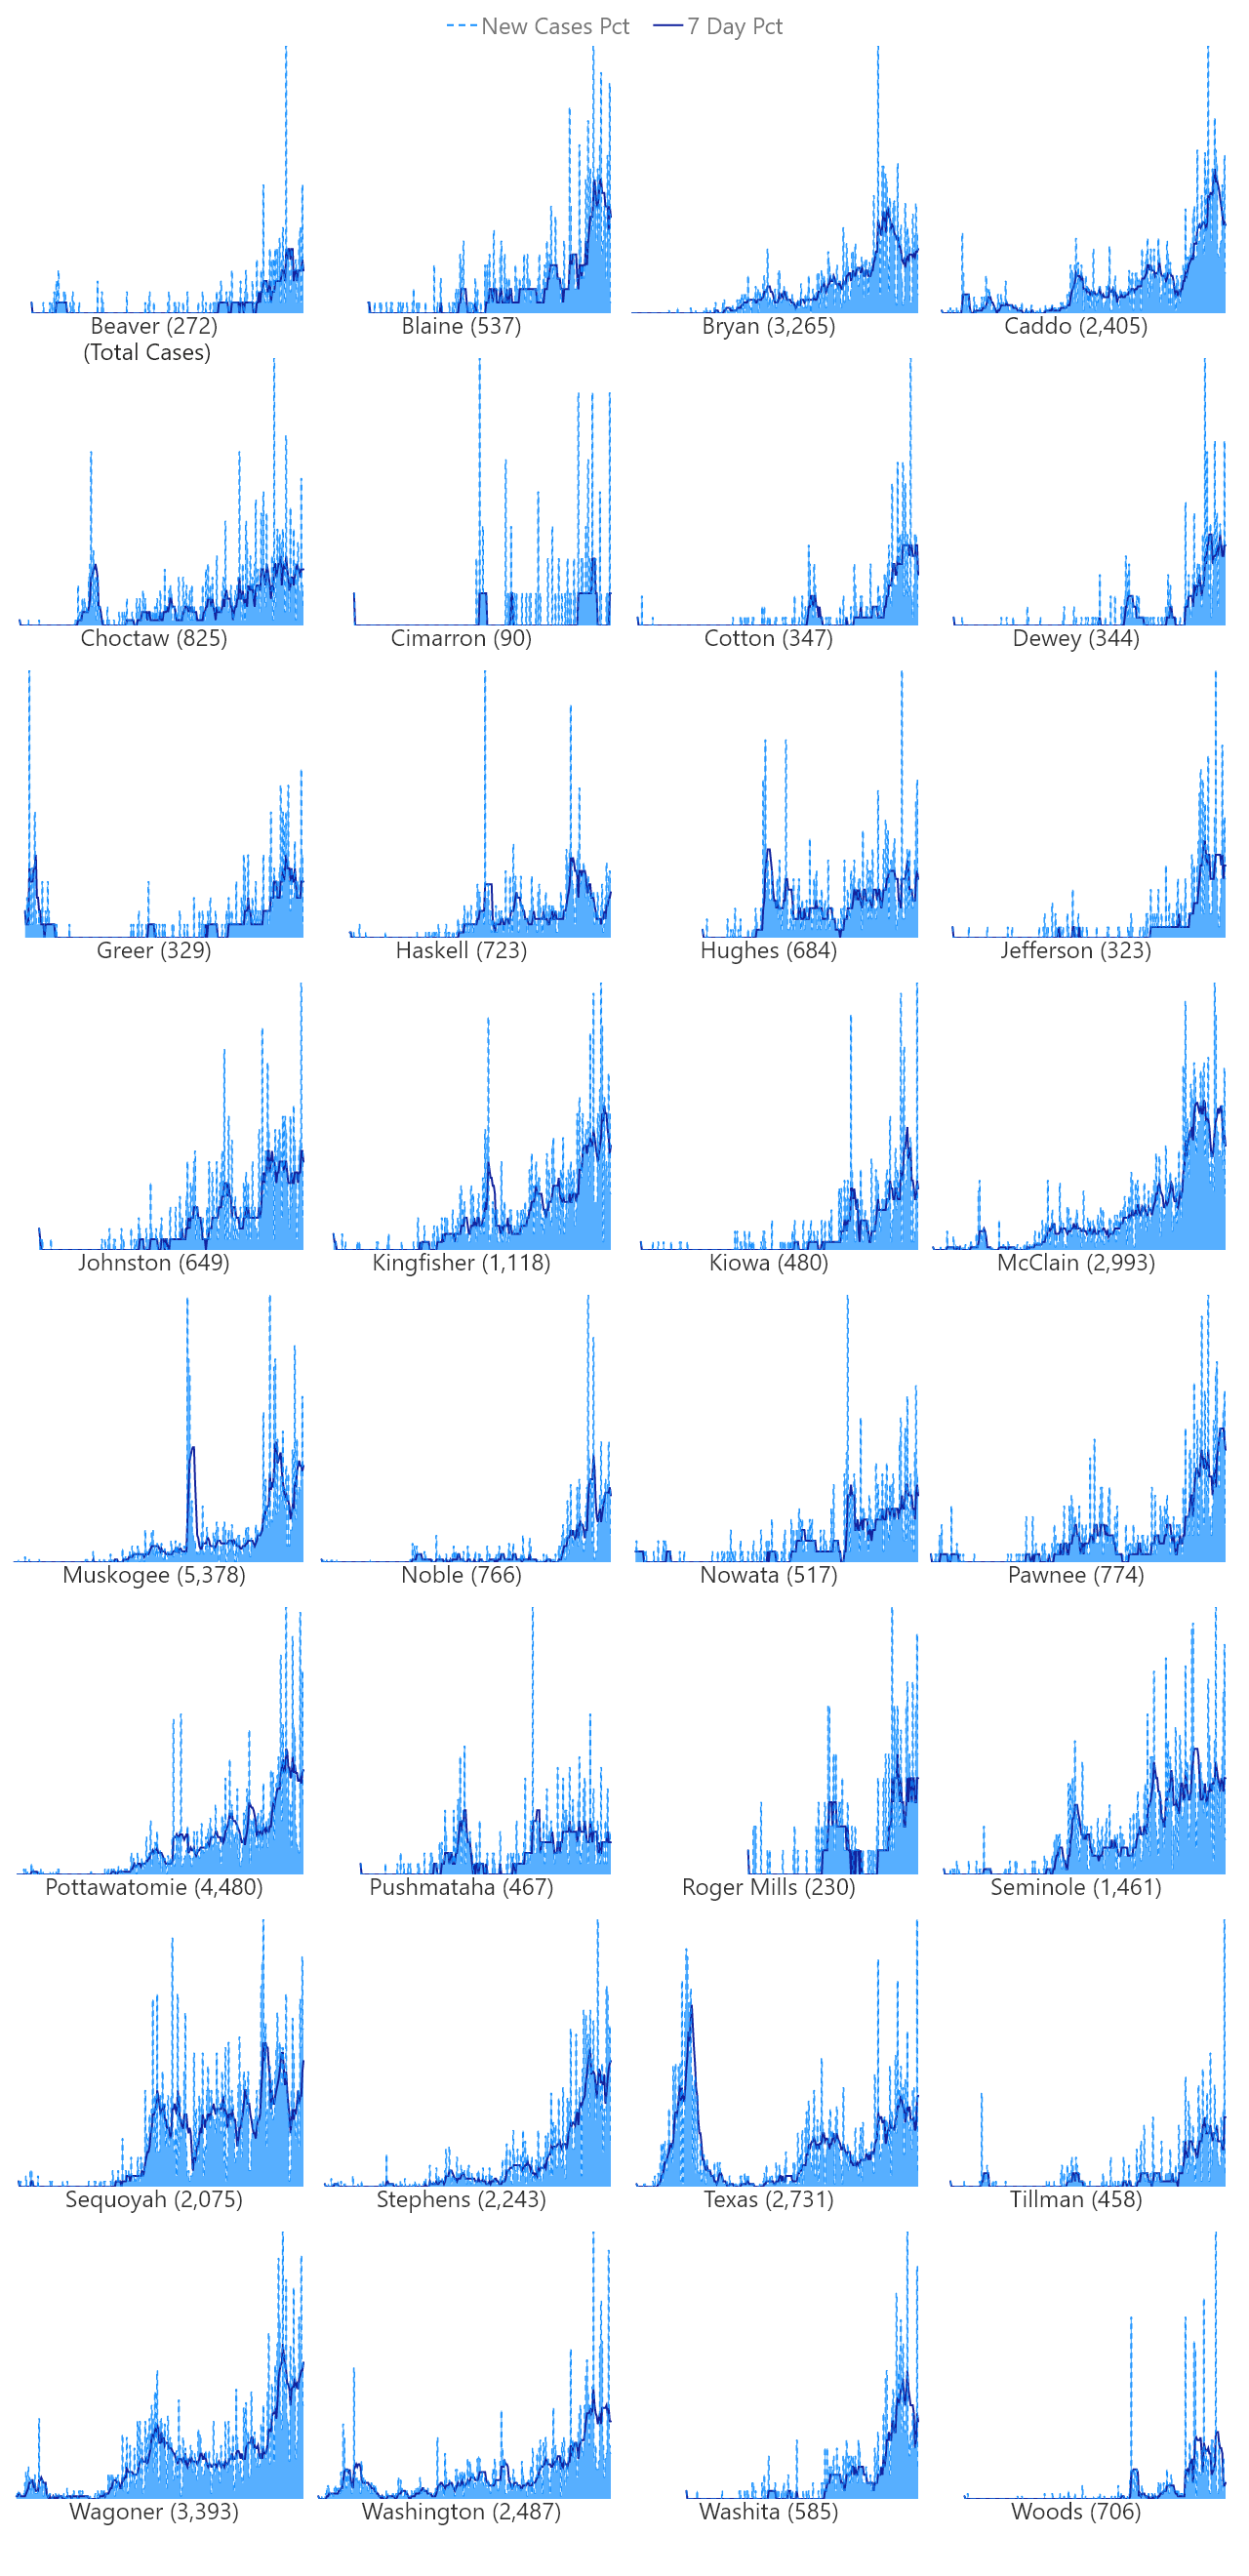 New Cases Pct 7 Day Pct
Beaver (272) Blaine (537) Bryan (3,265) Caddo (2,405)
(Total Cases)
Choctaw (825) Cimarron (90) Cotton (347) Dewey (344)
Greer (329) Haskell (723) Hughes (684) Jefferson (323)
Johnston (649) Kingfisher (1,118) Kiowa (480) McClain (2,993)
Muskogee (5,378) Noble (766) Nowata (517) Pawnee (774)
Pottawatomie (4,480) Pushmataha (467) Roger Mills (230) Seminole (1,461)
Sequoyah (2,075) Stephens (2,243) Texas (2,731) Tillman (458)
Wagoner (3,393) Washington (2,487) Washita (585) Woods (706)